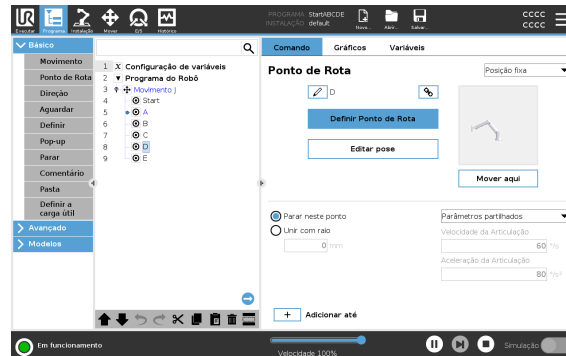 PROGRAMA StartABCDE
INSTALAÇÃO default
Executar Programa Instalação Mover E/S Histórico
Novo... Abrir... Salvar...
CCCC
CCCC
Básico
Movimento
Ponto de Rota
Direção
Aguardar
Definir
Pop-up
Parar
Comentário
Pasta
Definir a
carga útil
Avançado
Modelos
1 X Configuração de variáveis
2 Programa do Robô
3 Movimento J
4 Start
5 A
6 B
7 C
8 D
9 E
Comando Gráficos Variáveis
Ponto de Rota
Posição fixa
D
Definir Ponto de Rota
Editar pose
Mover aqui
Parar neste ponto
Unir com raio
0 mm
Parâmetros partilhados
Velocidade da Articulação
60 °/s
Aceleração da Articulação
80 °/s²
+ Adicionar até
Em funcionamento
Velocidade 100%
Simulação